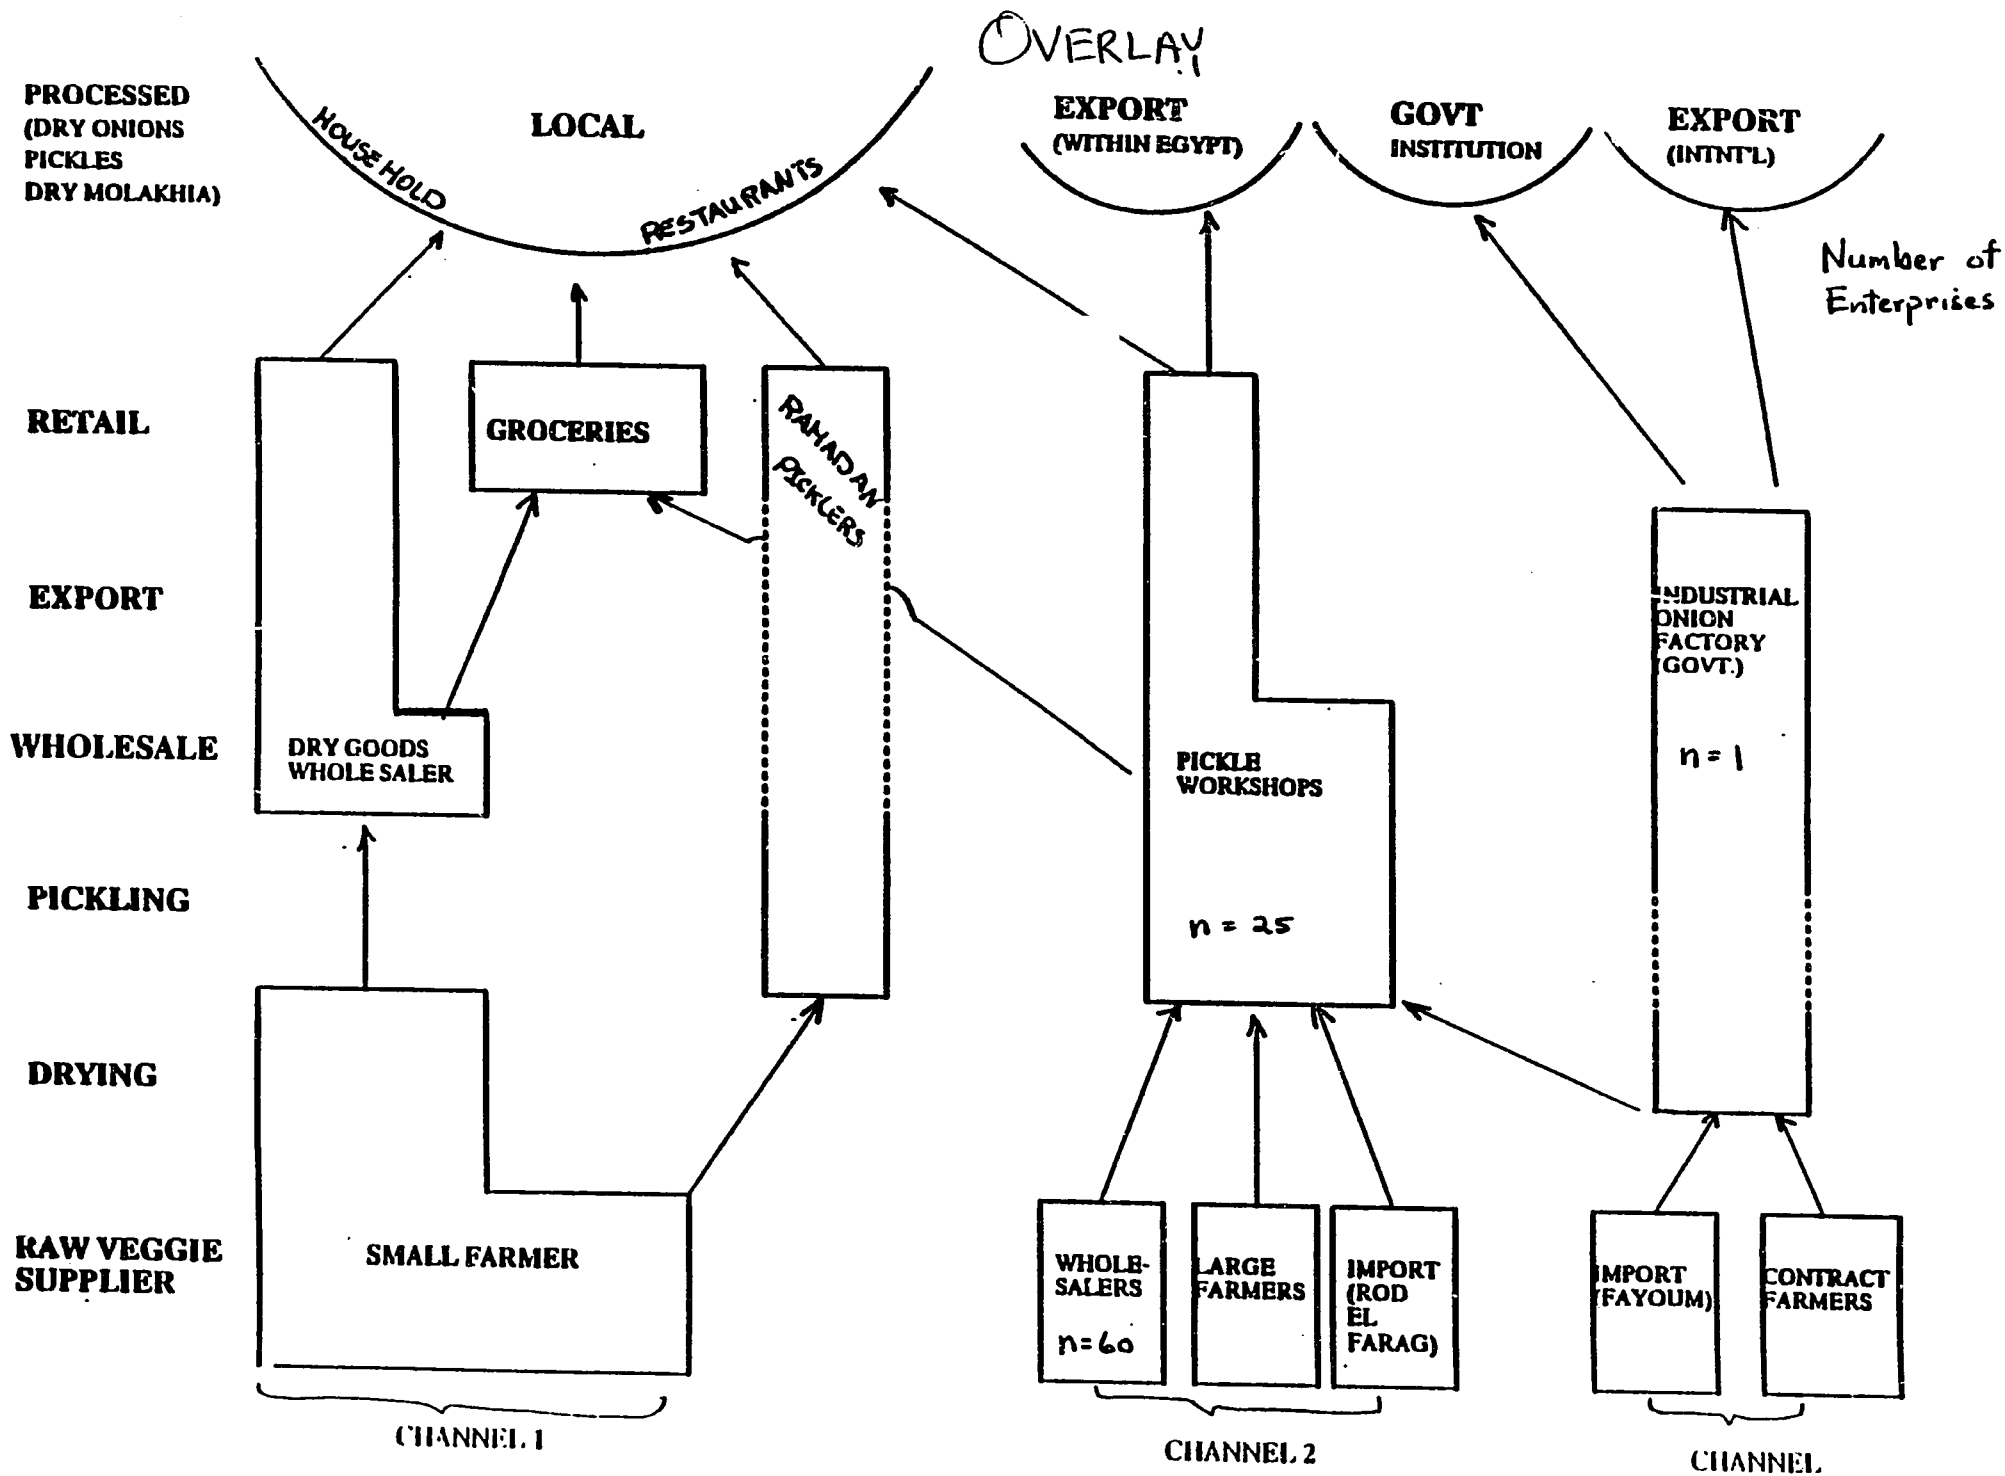 OVERLAY
PROCESSED
(DRY ONIONS
PICKLES
DRY MOLAKHIA)
HOUSEHOLD
LOCAL
RESTAURANTS
EXPORT
(WITHIN EGYPT)
GOVT
INSTITUTION
EXPORT
(INTNT'L)
Number of
Enterprises
RETAIL
GROCERIES
RAMADAN
PICKLERS
EXPORT
INDUSTRIAL
ONION
FACTORY
(GOVT.)
n = 1
WHOLESALE
DRY GOODS
WHOLE SALER
PICKLE
WORKSHOPS
n = 25
PICKLING
DRYING
RAW VEGGIE
SUPPLIER
SMALL FARMER
WHOLE-
SALERS
n=60
LARGE
FARMERS
IMPORT
(ROD
EL
FARAG)
IMPORT
(FAYOUM)
CONTRACT
FARMERS
CHANNEL 1
CHANNEL 2
CHANNEL